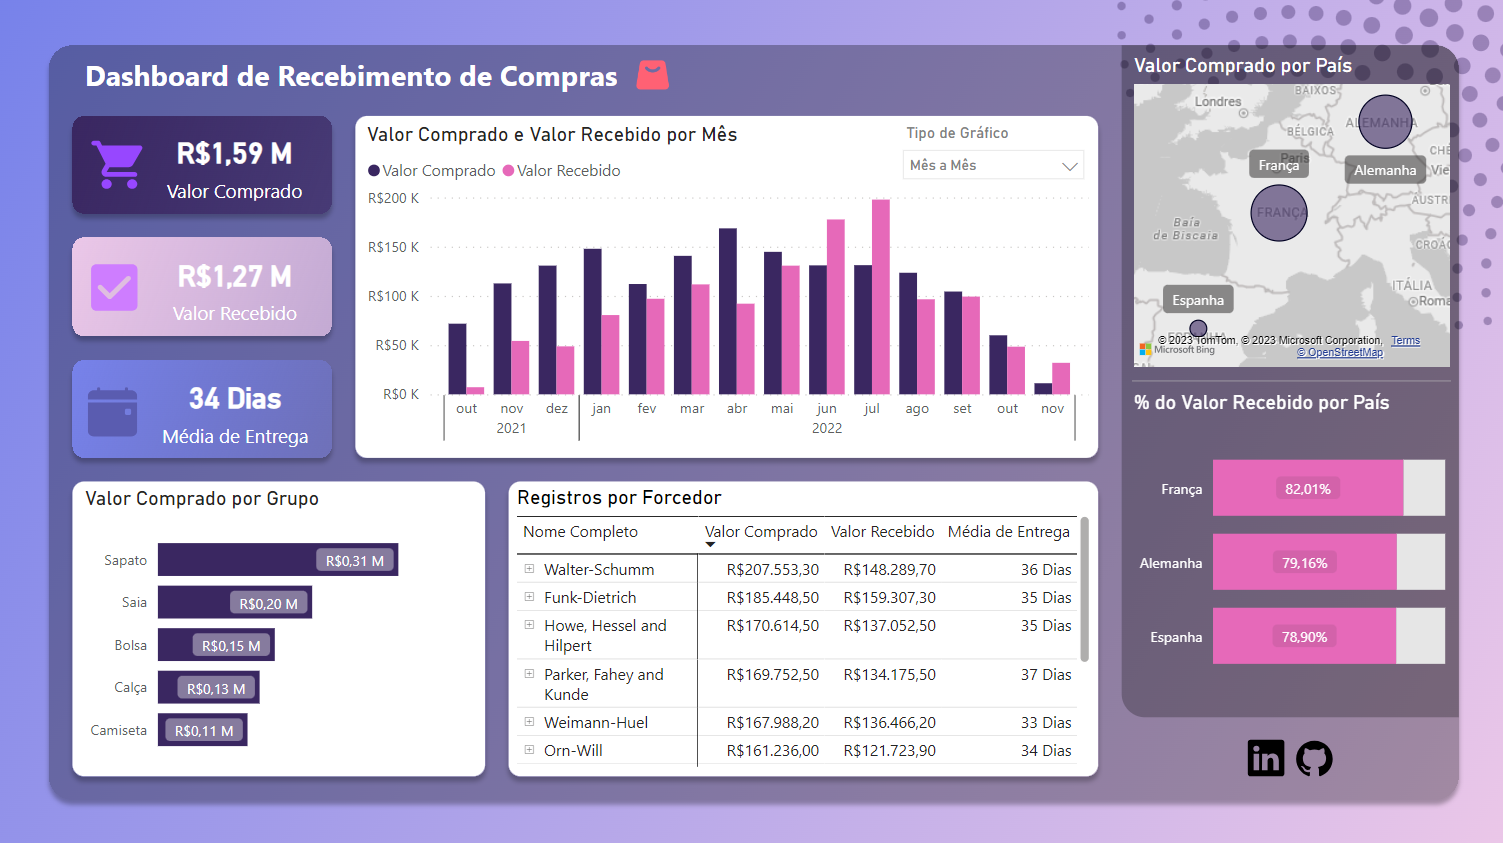 Dashboard de Recebimento de Compras
R$1,59 M
Valor Comprado
R$1,27 M
Valor Recebido
34 Dias
Média de Entrega
Valor Comprado e Valor Recebido por Mês
Tipo de Gráfico
Mês a Mês
Valor Comprado Valor Recebido
R$200 K
R$150 K
R$100 K
R$50 K
R$0 K
out nov dez jan fev mar abr mai jun jul ago set out nov
2021 2022
Valor Comprado por Grupo
Sapato R$0,31 M
Saia R$0,20 M
Bolsa R$0,15 M
Calça R$0,13 M
Camiseta R$0,11 M
Registros por Forcedor
Nome Completo Valor Comprado Valor Recebido Média de Entrega
Walter-Schumm R$207.553,30 R$148.289,70 36 Dias
Funk-Dietrich R$185.448,50 R$159.307,30 35 Dias
Howe, Hessel and R$170.614,50 R$137.052,50 35 Dias
Hilpert
Parker, Fahey and R$169.752,50 R$134.175,50 37 Dias
Kunde
Weimann-Huel R$167.988,20 R$136.466,20 33 Dias
Orn-Will R$161.236,00 R$121.723,90 34 Dias
Valor Comprado por País
BAIXOS
Londres
ALEMANHA
BÉLGICA
CHÉ
Paris
França
Alemanha
Vie
ÁUSTR
FRANÇA
Baía
de Biscaia
CROÁ
ITÁLIA
Roma
Espanha
ESPANHA
© 2023 TomTom, © 2023 Microsoft Corporation, Terms
Microsoft Bing © OpenStreetMap
% do Valor Recebido por País
França 82,01%
Alemanha 79,16%
Espanha 78,90%
in